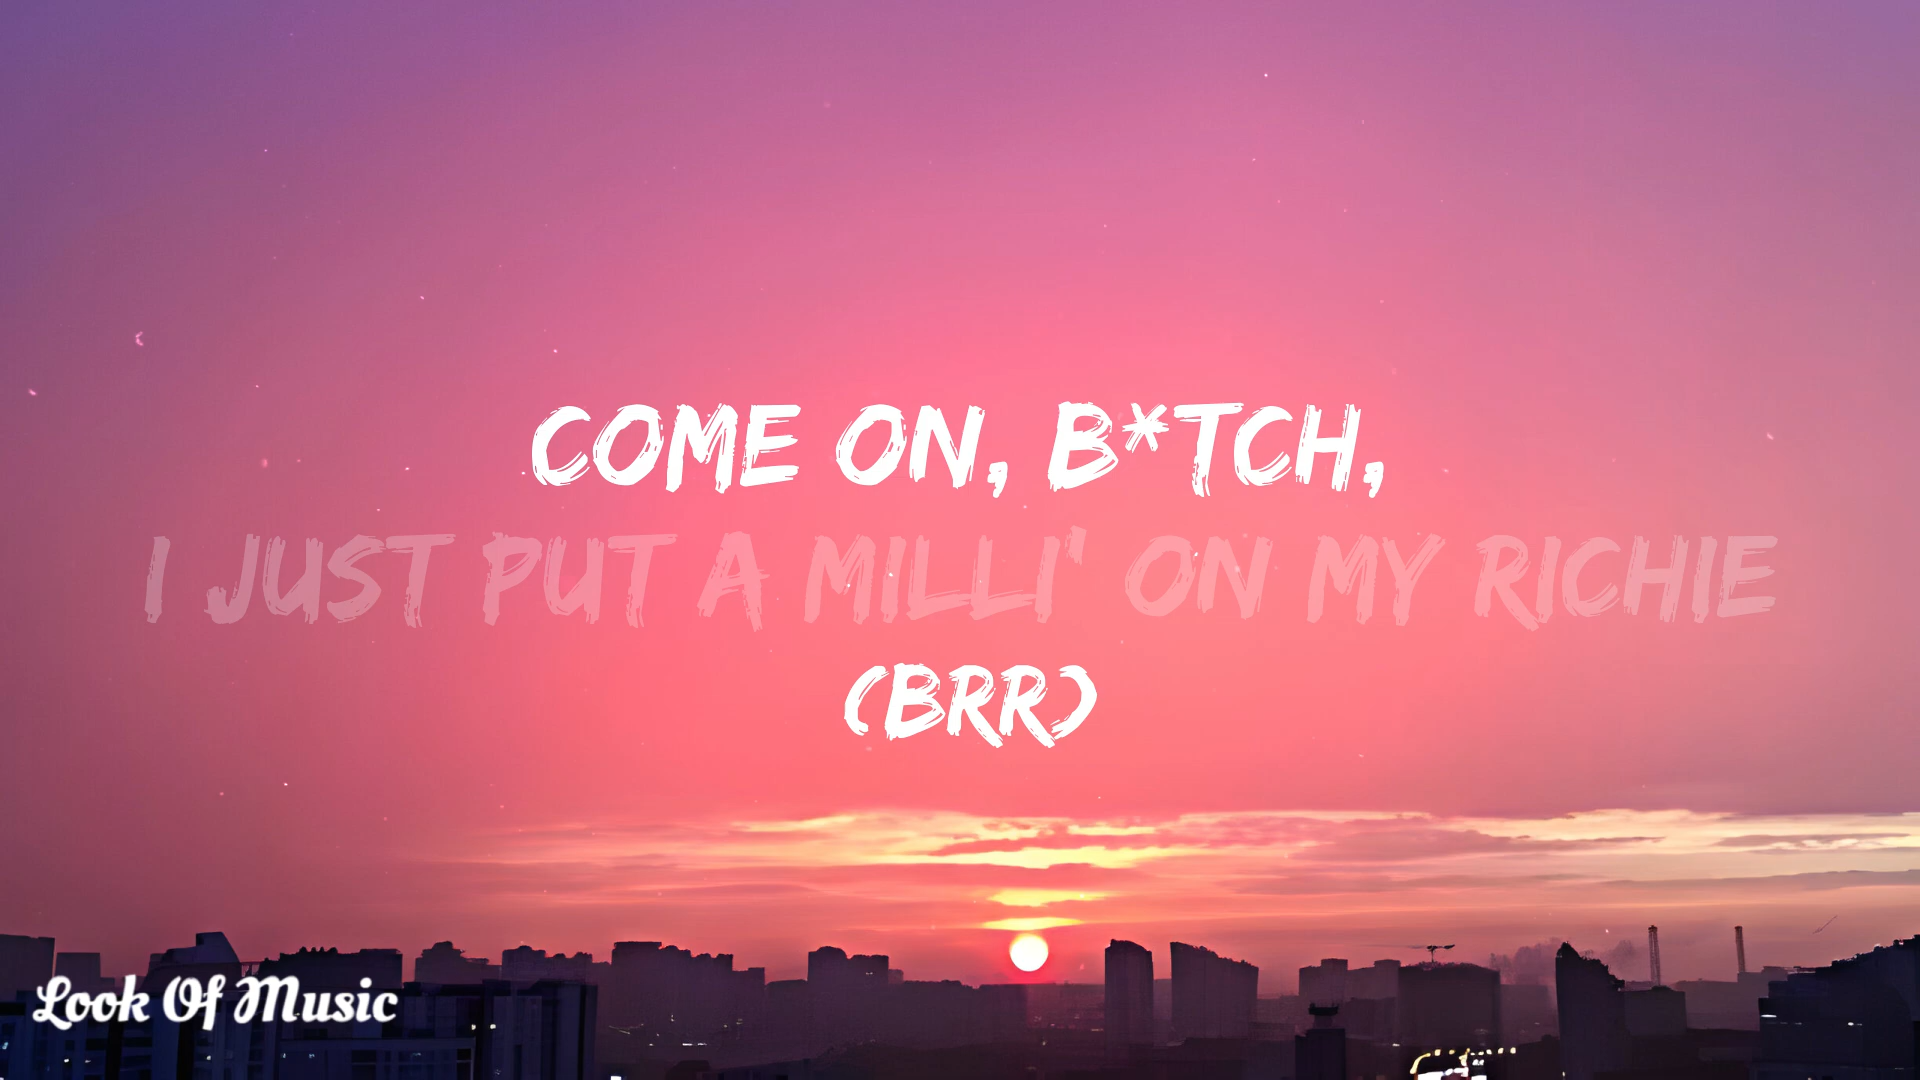 COME ON, B*TCH,
I JUST PUT A MILLI' ON MY RICHIE
(BRR)
Look Of Music